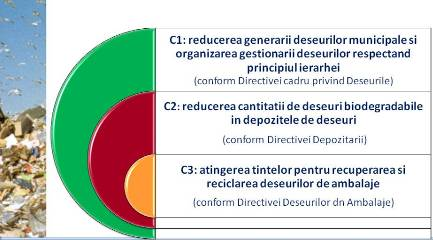 C1: reducerea generarii deseurilor municipale si
organizarea gestionarii deseurilor respectand
principiul ierarhei
(conform Directivei cadru privind Deseurile)
C2: reducerea cantitatii de deseuri biodegradabile
in depozitele de deseuri
(conform Directivei Depozitarii)
C3: atingerea tintelor pentru recuperarea si
reciclarea deseurilor de ambalaje
(conform Directivei Deseurilor dn Ambalaje)